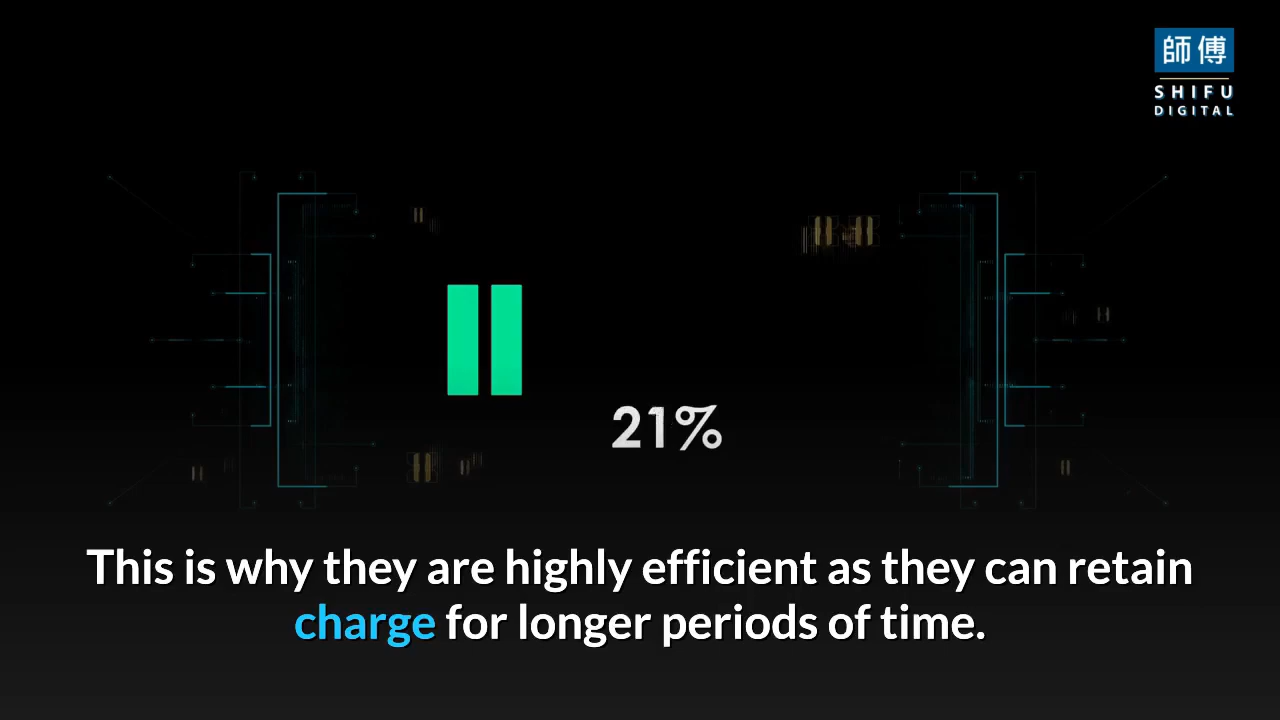 師傅
SHIFU
DIGITAL
21%
This is why they are highly efficient as they can retain
charge for longer periods of time.